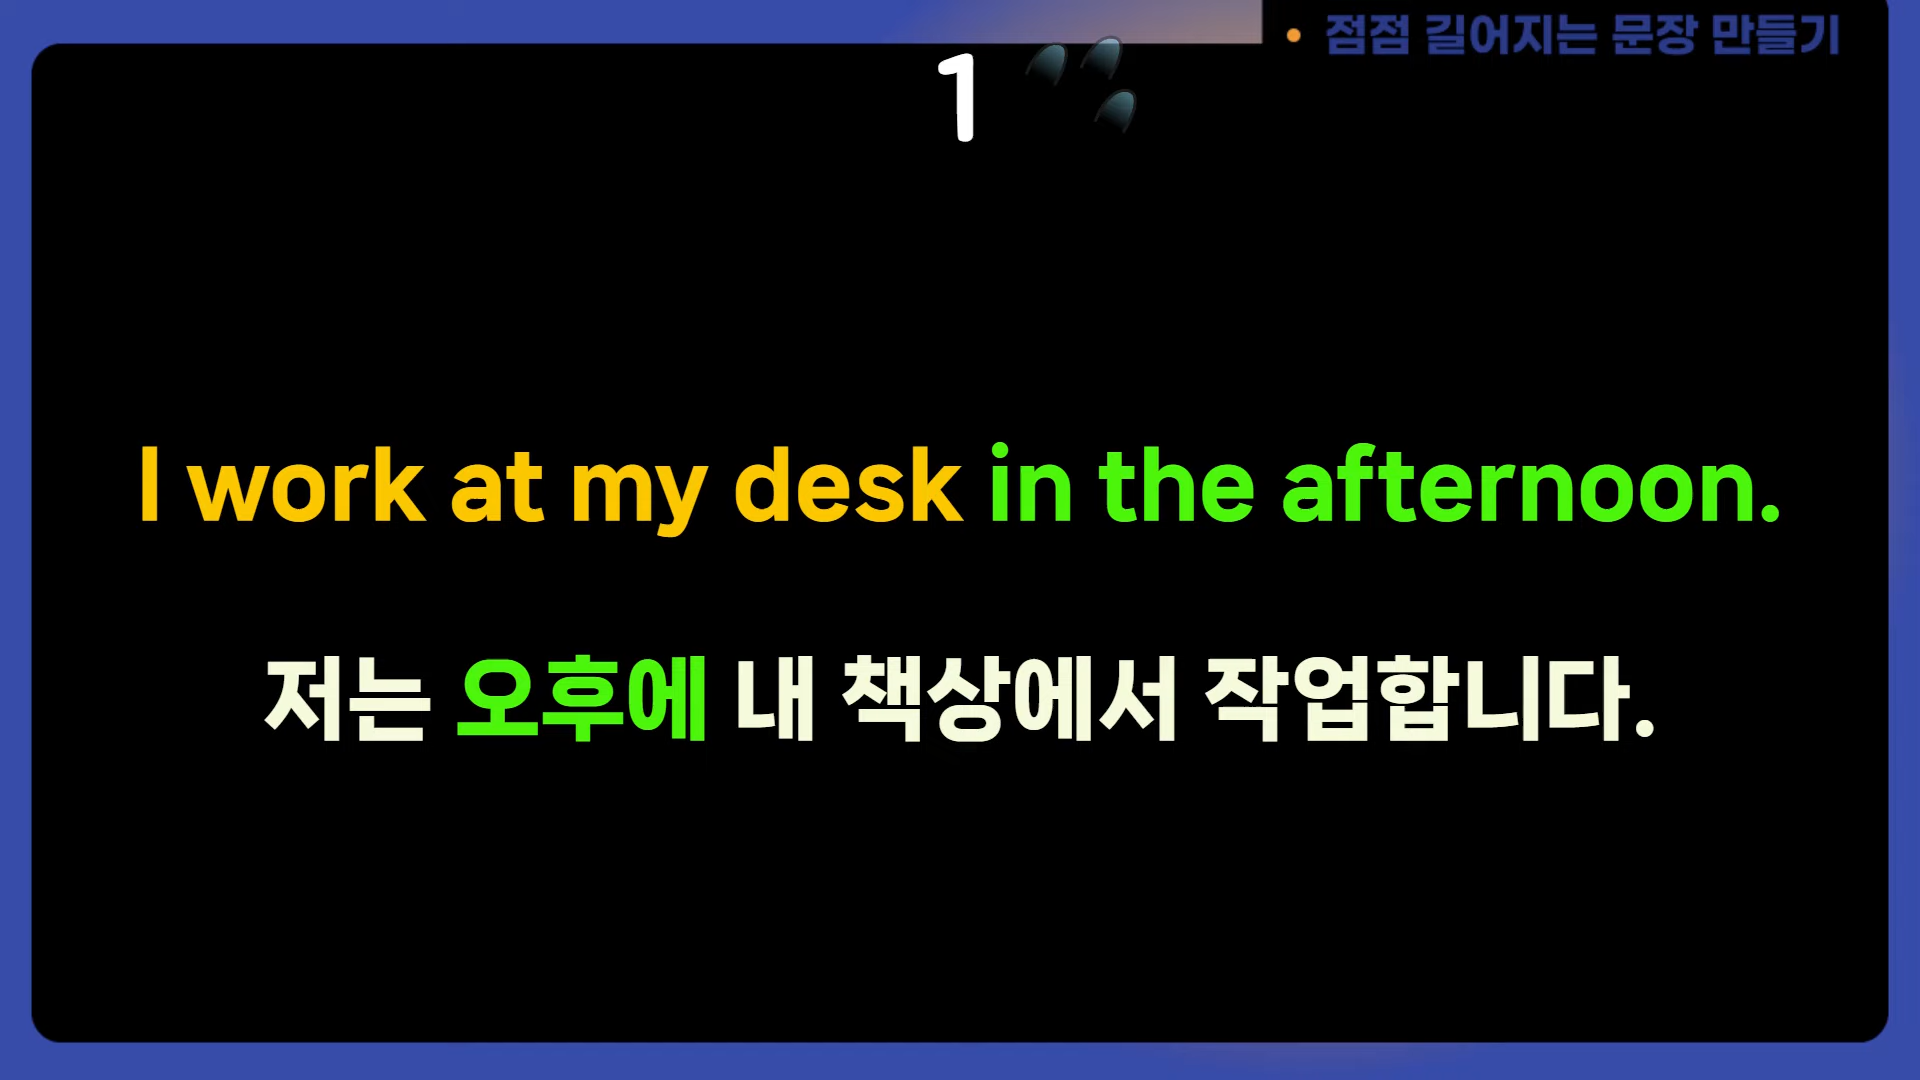 • 점점 길어지는 문장 만들기
1
I work at my desk in the afternoon.
저는 오후에 내 책상에서 작업합니다.